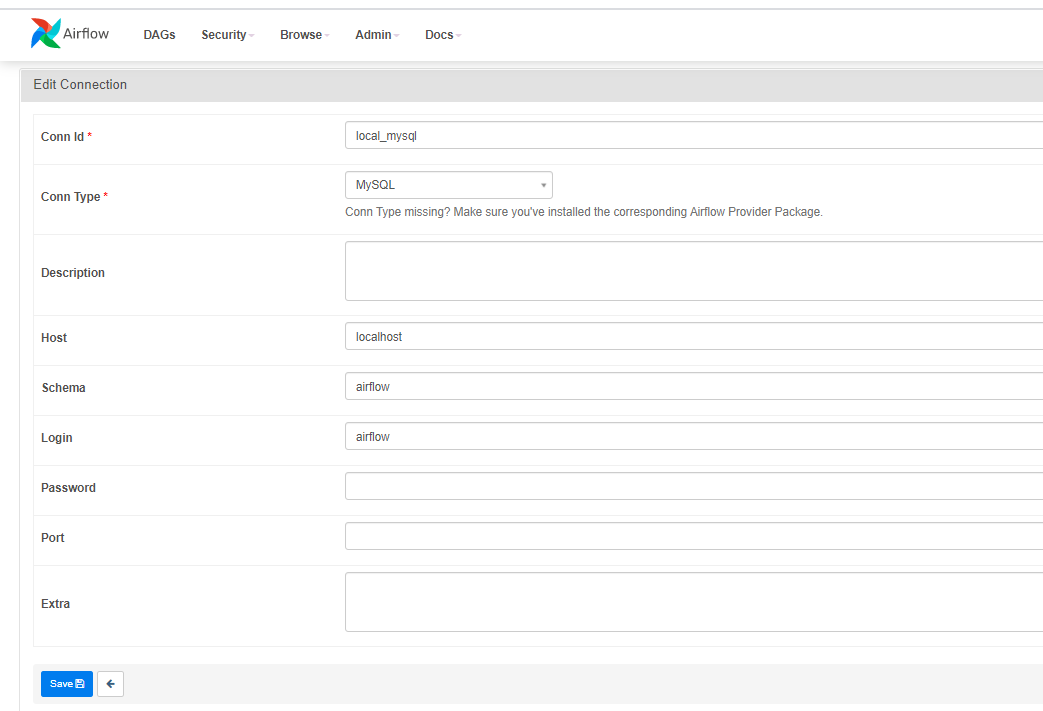 Airflow DAGs Security Browse Admin Docs
Edit Connection
Conn Id * local_mysql
Conn Type * MySQL
Conn Type missing? Make sure you've installed the corresponding Airflow Provider Package.
Description
Host localhost
Schema airflow
Login airflow
Password
Port
Extra
Save